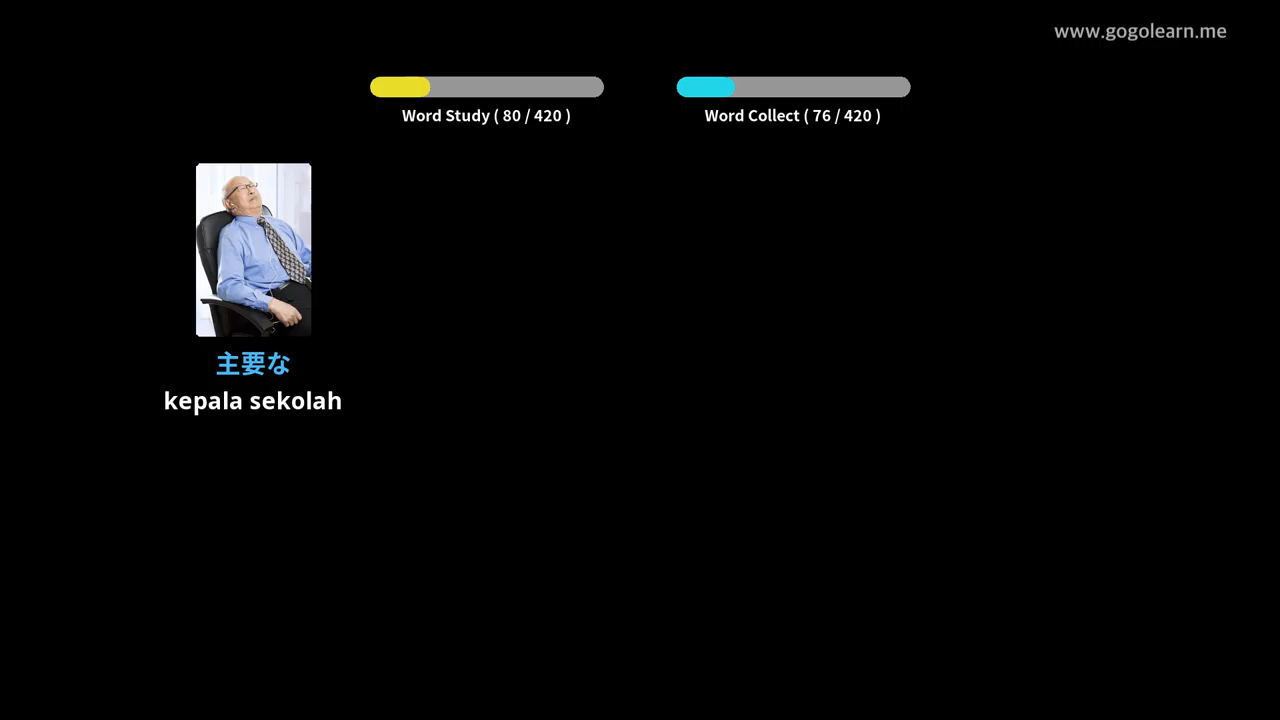 www.gogolearn.me
Word Study ( 80 / 420 )
Word Collect ( 76 / 420 )
主要な
kepala sekolah